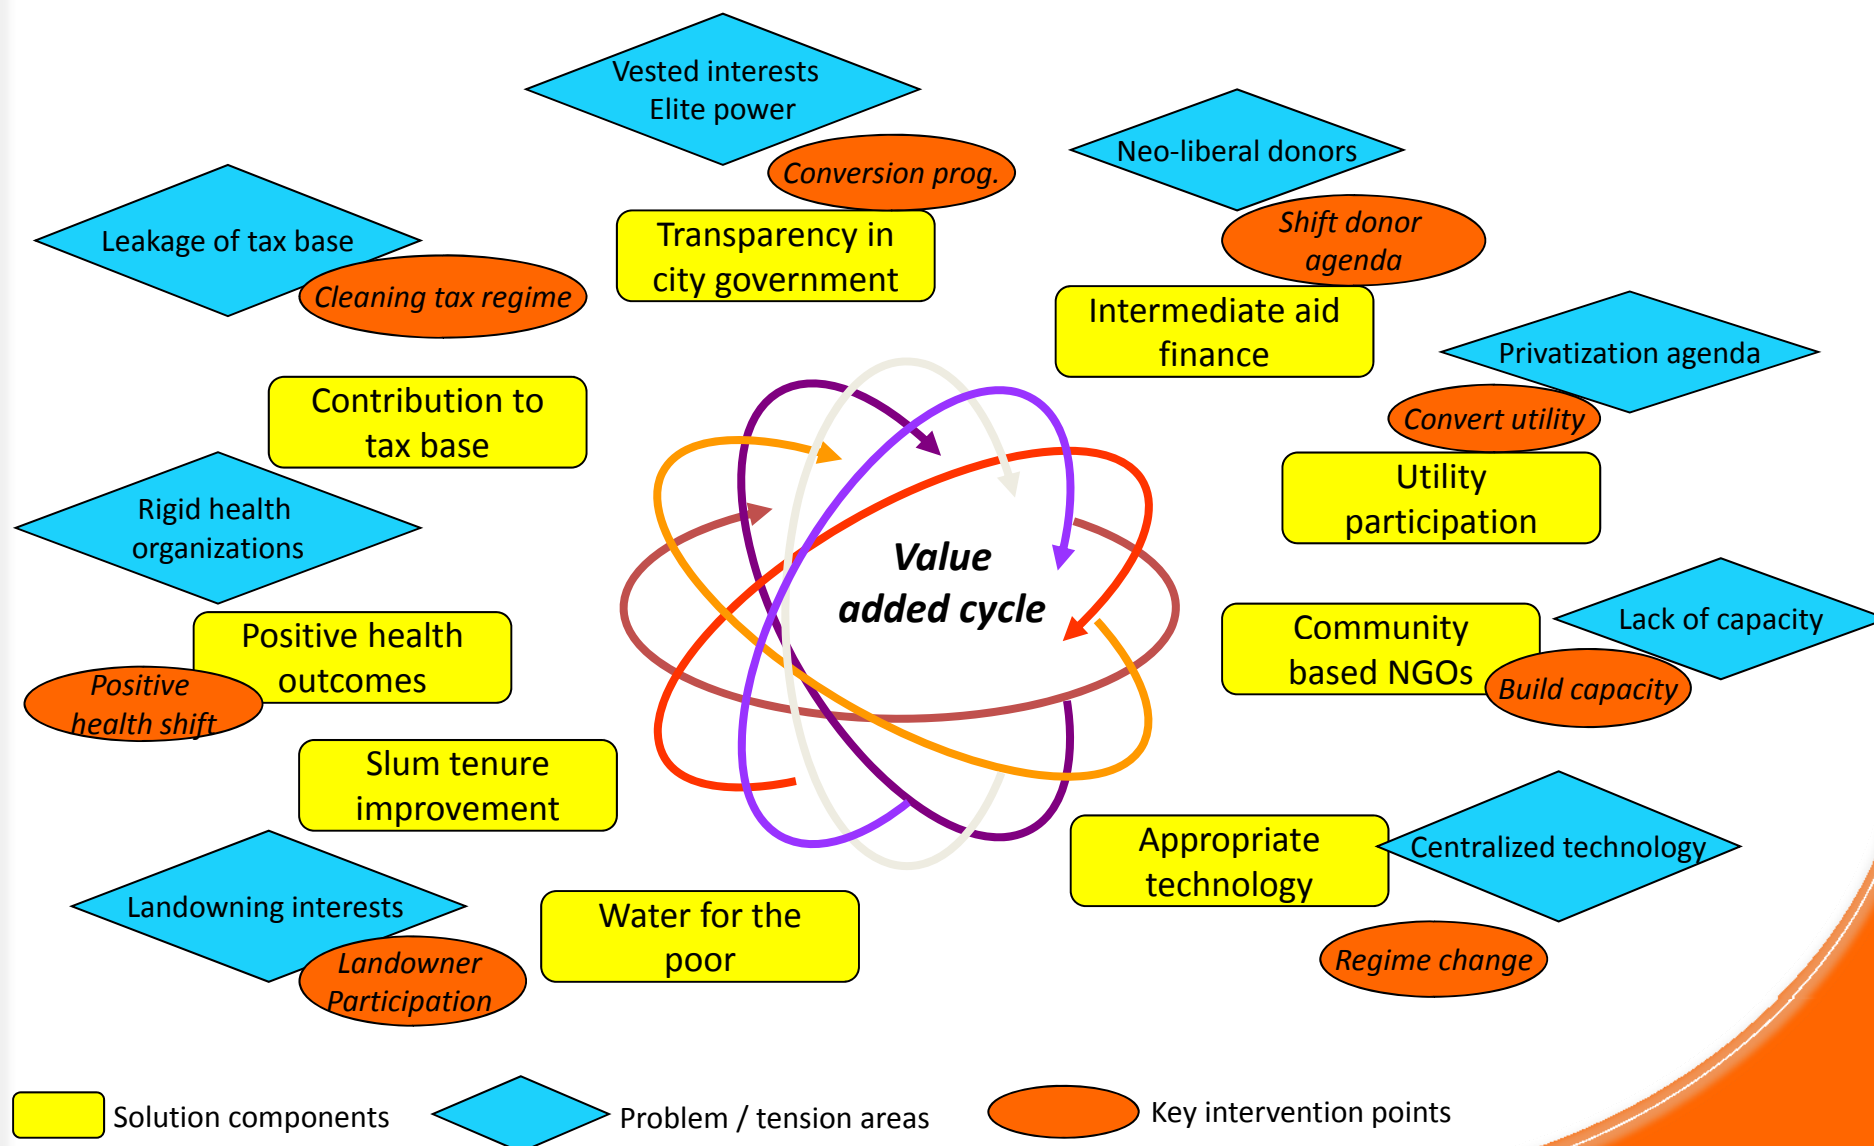 Vested interests
Elite power
Conversion prog.
Transparency in
city government
Neo-liberal donors
Shift donor
agenda
Intermediate aid
finance
Leakage of tax base
Cleaning tax regime
Contribution to
tax base
Privatization agenda
Convert utility
Utility
participation
Rigid health
organizations
Positive health
outcomes
Positive
health shift
Value
added cycle
Community
based NGOs
Lack of capacity
Build capacity
Slum tenure
improvement
Landowning interests
Landowner
Participation
Water for the
poor
Appropriate
technology
Centralized technology
Regime change
Solution components
Problem / tension areas
Key intervention points